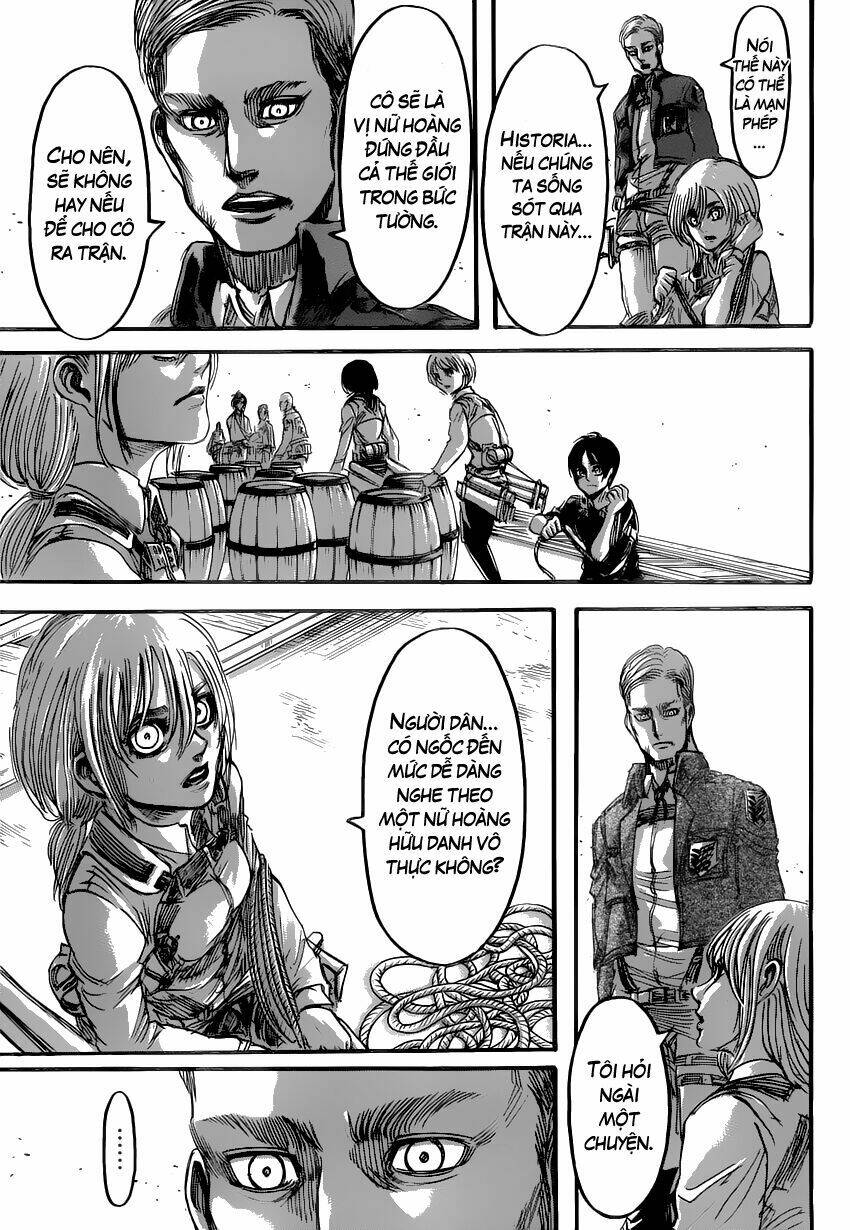 NÓI
THẾ NÀY
CÓ THỂ
LÀ MẠN
PHÉP
...
HISTORIA...
NẾU CHÚNG
TA SỐNG
SÓT QUA
TRẬN NÀY...
CÔ SẼ LÀ
VỊ NỮ HOÀNG
ĐỨNG ĐẦU
CẢ THẾ GIỚI
TRONG BỨC
TƯỜNG.
CHO NÊN,
SẼ KHÔNG
HAY NẾU
ĐỂ CHO CÔ
RA TRẬN.
TÔI HỎI
NGÀI
MỘT
CHUYỆN.
NGƯỜI DÂN...
CÓ NGỐC ĐẾN
MỨC DỄ DÀNG
NGHE THEO
MỘT NỮ HOÀNG
HỮU DANH VÔ
THỰC KHÔNG?
......